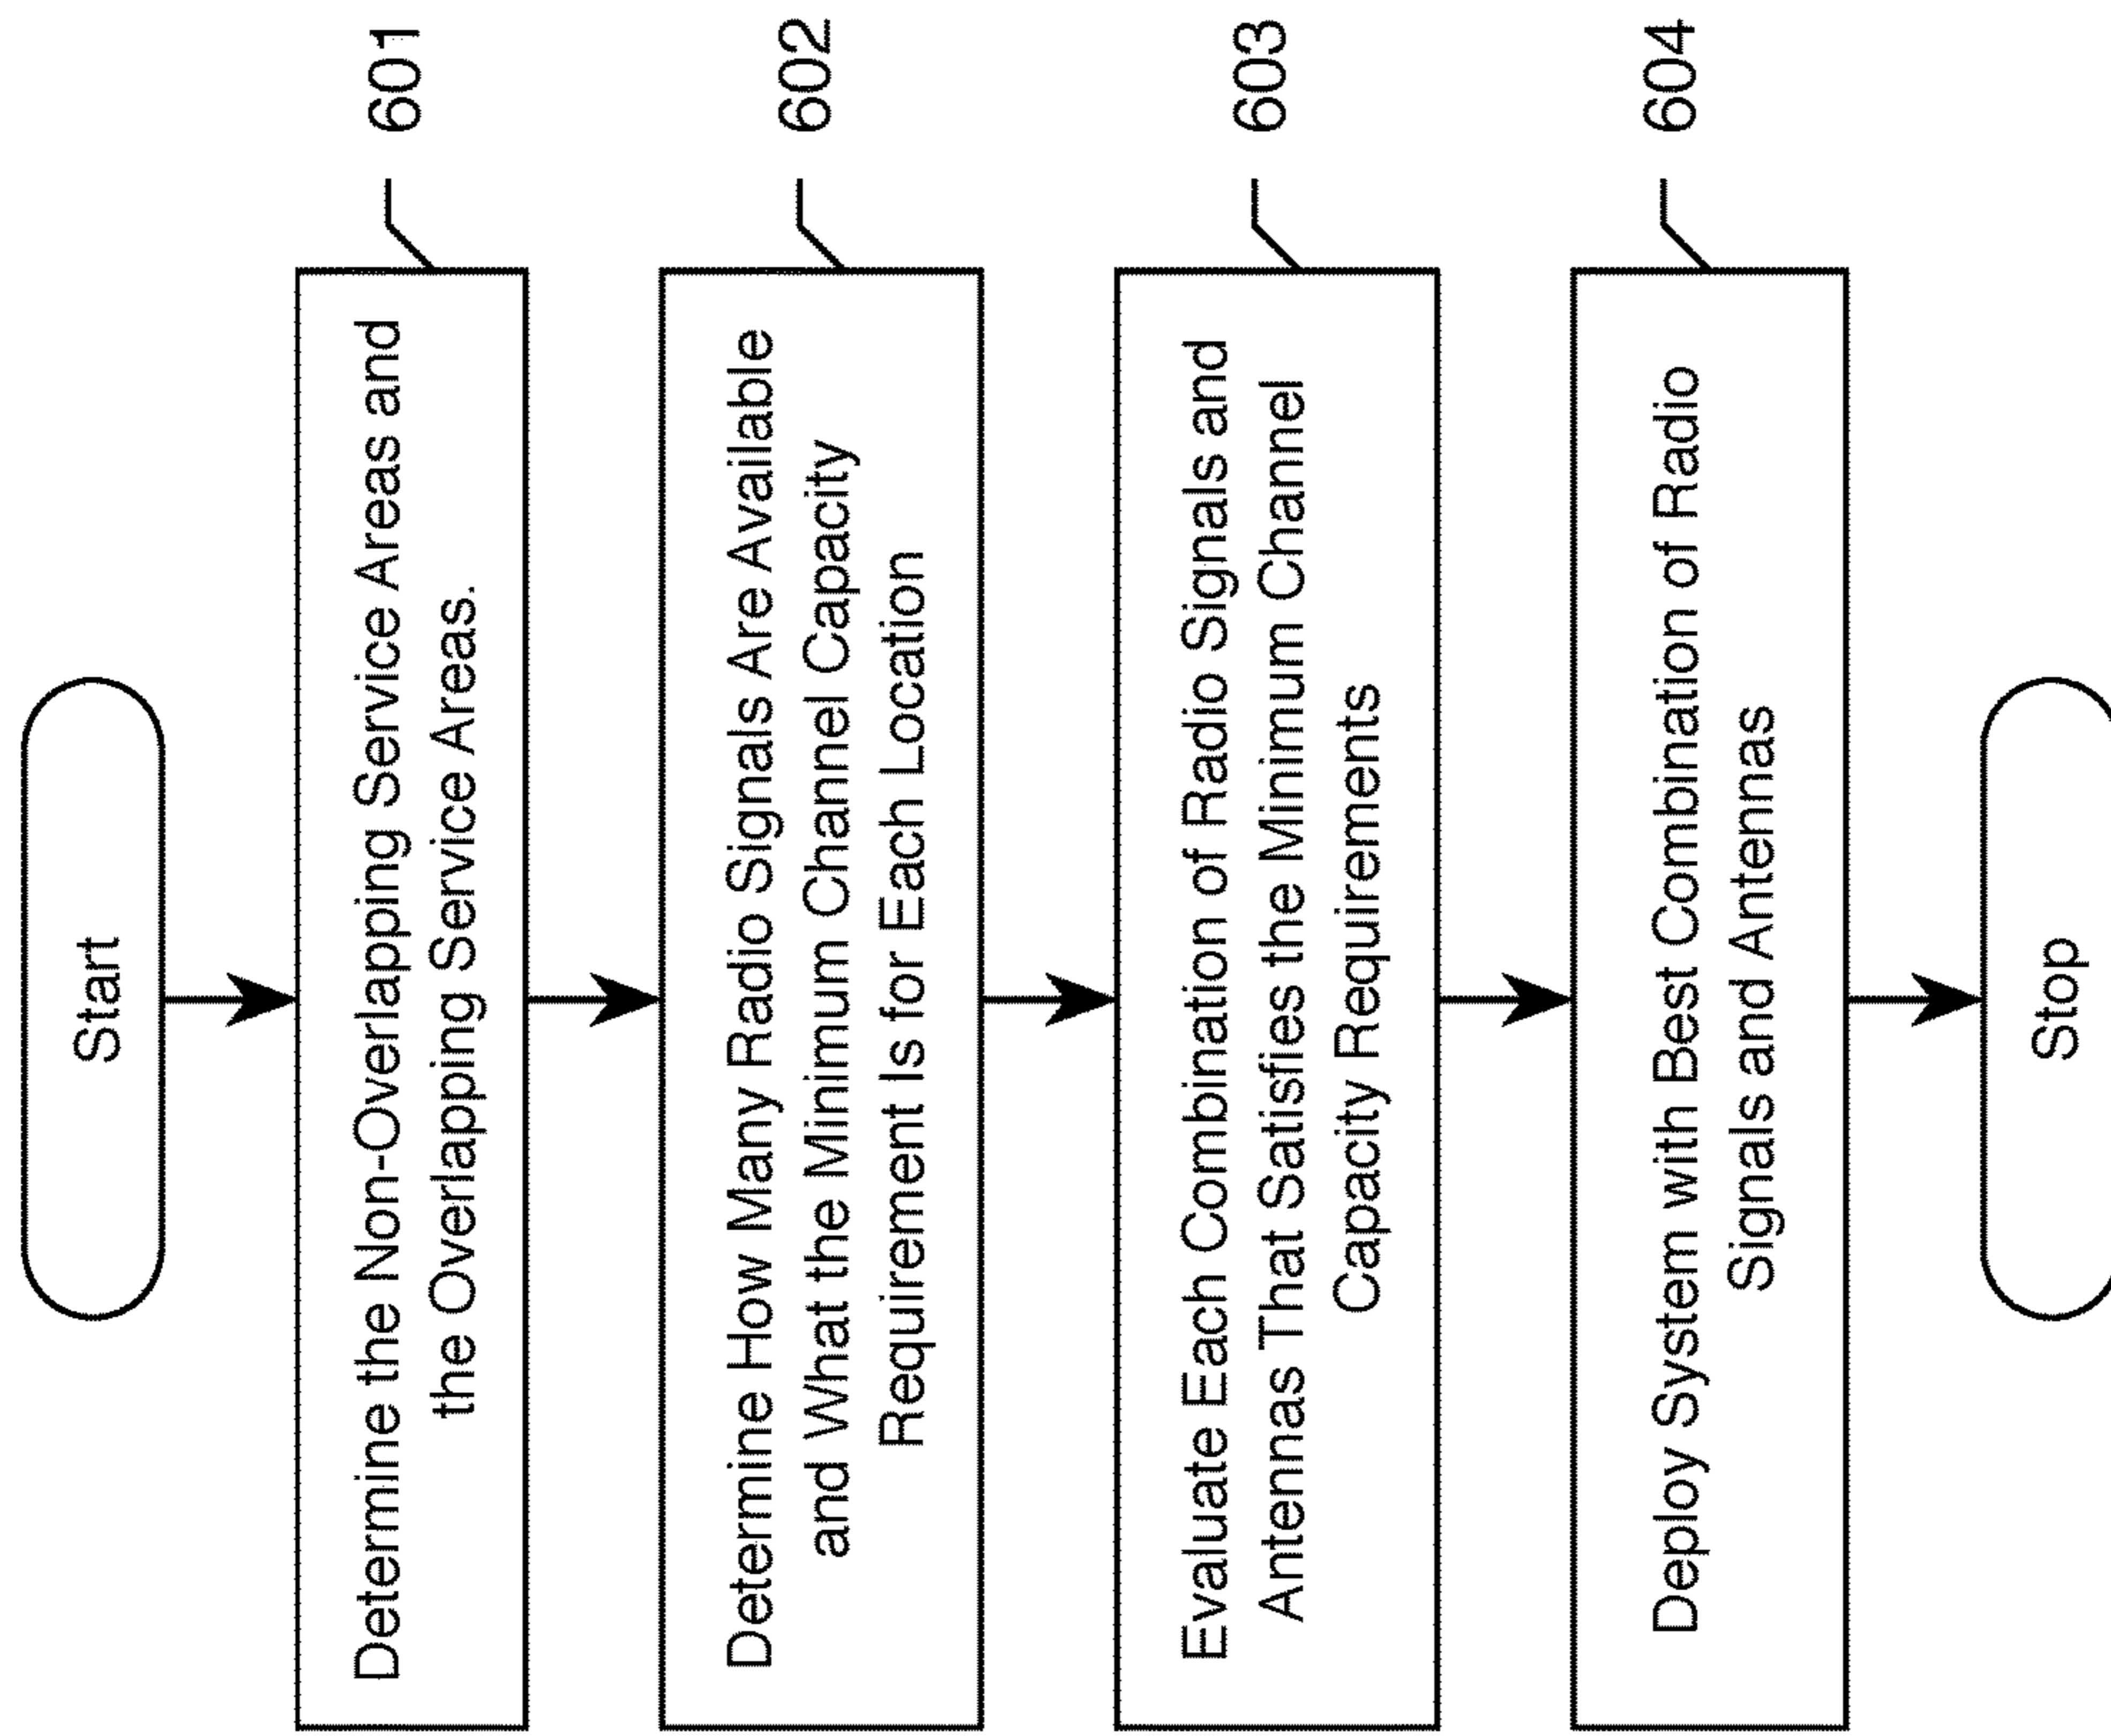 Start
Determine the Non-Overlapping Service Areas and
the Overlapping Service Areas.
601
Determine How Many Radio Signals Are Available
and What the Minimum Channel Capacity
Requirement Is for Each Location
602
Evaluate Each Combination of Radio Signals and
Antennas That Satisfies the Minimum Channel
Capacity Requirements
603
Deploy System with Best Combination of Radio
Signals and Antennas
604
Stop